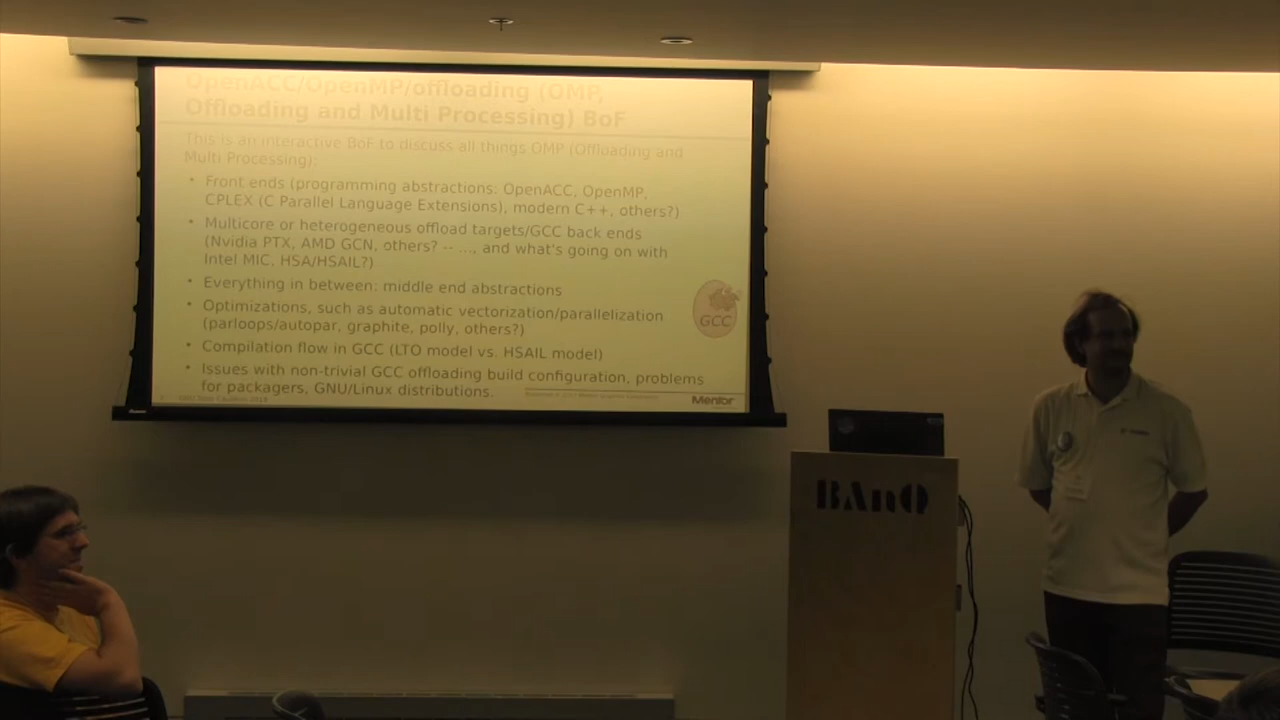 OpenACC/OpenMP/offloading (OMP,
Offloading and Multi Processing) BoF
This is an interactive BoF to discuss all things OMP (Offloading and
Multi Processing):
• Front ends (programming abstractions: OpenACC, OpenMP,
CPLEX (C Parallel Language Extensions), modern C++, others?)
• Multicore or heterogeneous offload targets/GCC back ends
(Nvidia PTX, AMD GCN, others? -- ..., and what's going on with
Intel MIC, HSA/HSAIL?)
• Everything in between: middle end abstractions
• Optimizations, such as automatic vectorization/parallelization
(parloops/autopar, graphite, polly, others?)
GCC
• Compilation flow in GCC (LTO model vs. HSAIL model)
• Issues with non-trivial GCC offloading build configuration, problems
for packagers, GNU/Linux distributions.
Mentor
BAnQ